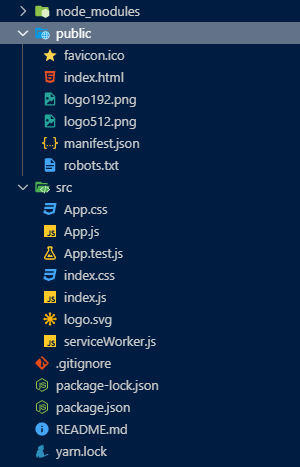 node_modules
public
favicon.ico
index.html
logo192.png
logo512.png
manifest.json
robots.txt
src
App.css
App.js
App.test.js
index.css
index.js
logo.svg
serviceWorker.js
.gitignore
package-lock.json
package.json
README.md
yarn.lock